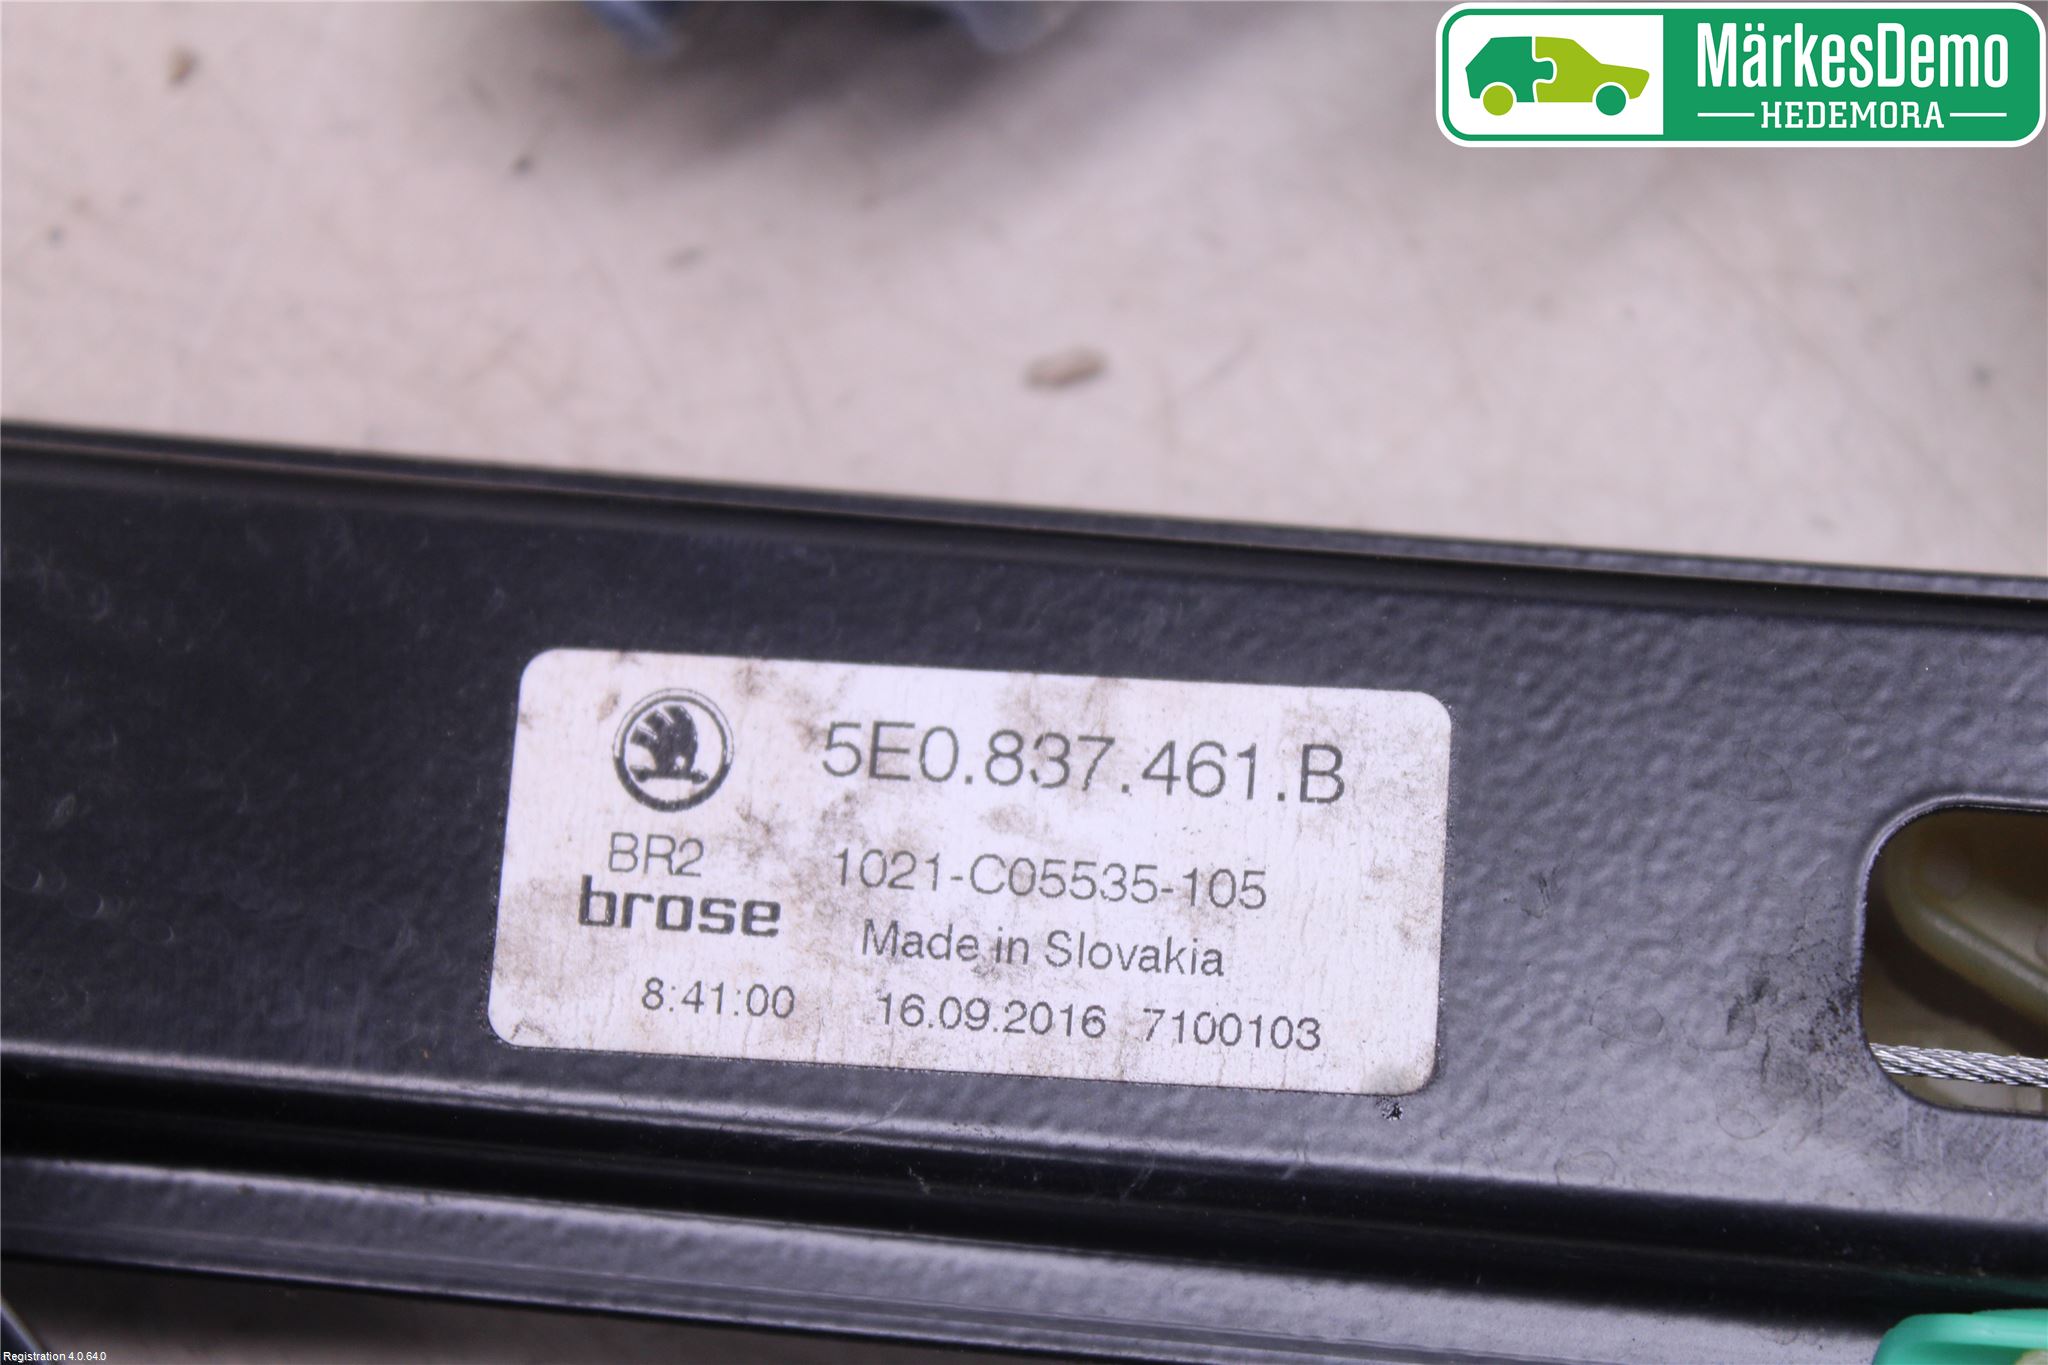 MärkesDemo
HEDEMORA
5E0.837.461.B
BR2
1021-C05535-105
brose
Made in Slovakia
8:41:00 16.09.2016 7100103
Registration 4.0.64.0